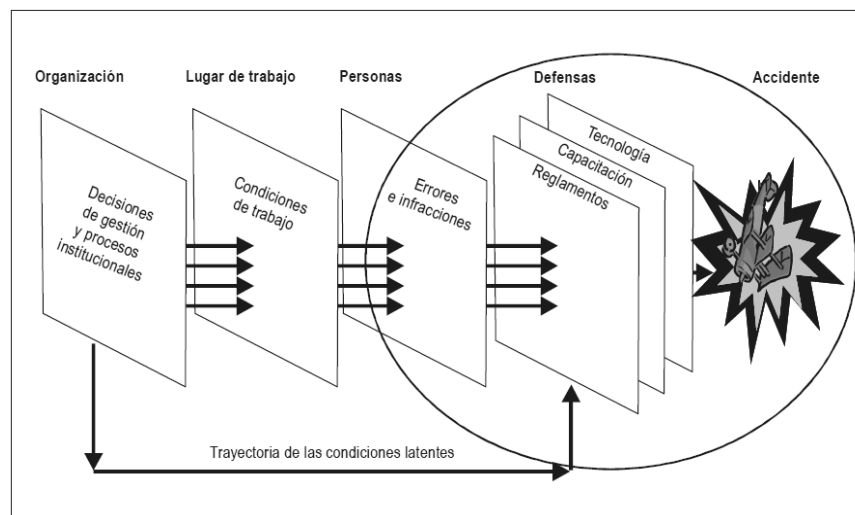 Organización
Lugar de trabajo
Personas
Defensas
Accidente
Decisiones
de gestión
y procesos
institucionales
Condiciones
de trabajo
Errores
e infracciones
Tecnología
Capacitación
Reglamentos
Trayectoria de las condiciones latentes